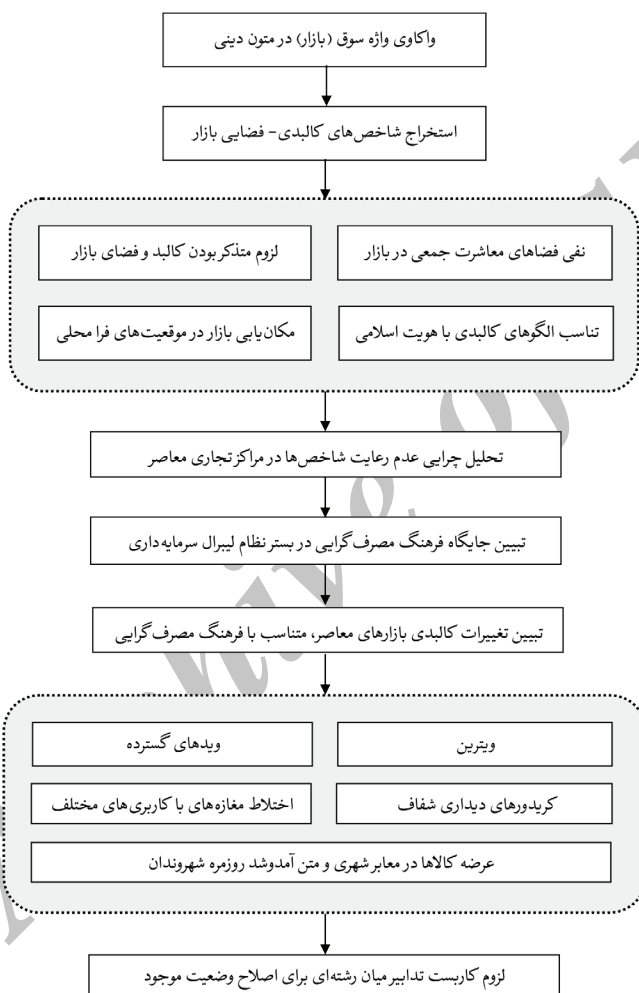 واکاوی واژه سوق (بازار) در متون دینی
استخراج شاخص‌های کالبدی- فضایی بازار
نفی فضاهای معاشرت جمعی در بازار
لزوم متذکر بودن کالبد و فضای بازار
تناسب الگوهای کالبدی با هویت اسلامی
مکان‌یابی بازار در موقعیت‌های فرا محلی
تحلیل چرایی عدم رعایت شاخص‌ها در مراکز تجاری معاصر
تبیین جایگاه فرهنگ مصرف‌گرایی در بستر نظام لیبرال سرمایه‌داری
تبیین تغییرات کالبدی بازارهای معاصر، متناسب با فرهنگ مصرف‌گرایی
ویترین
ویدهای گسترده
کریدورهای دیداری شفاف
اختلاط مغازه‌های با کاربری‌های مختلف
عرضه کالاها در معابر شهری و متن آمدوشد روزمره شهروندان
لزوم کاربست تدابیر میان رشته‌ای برای اصلاح وضعیت موجود